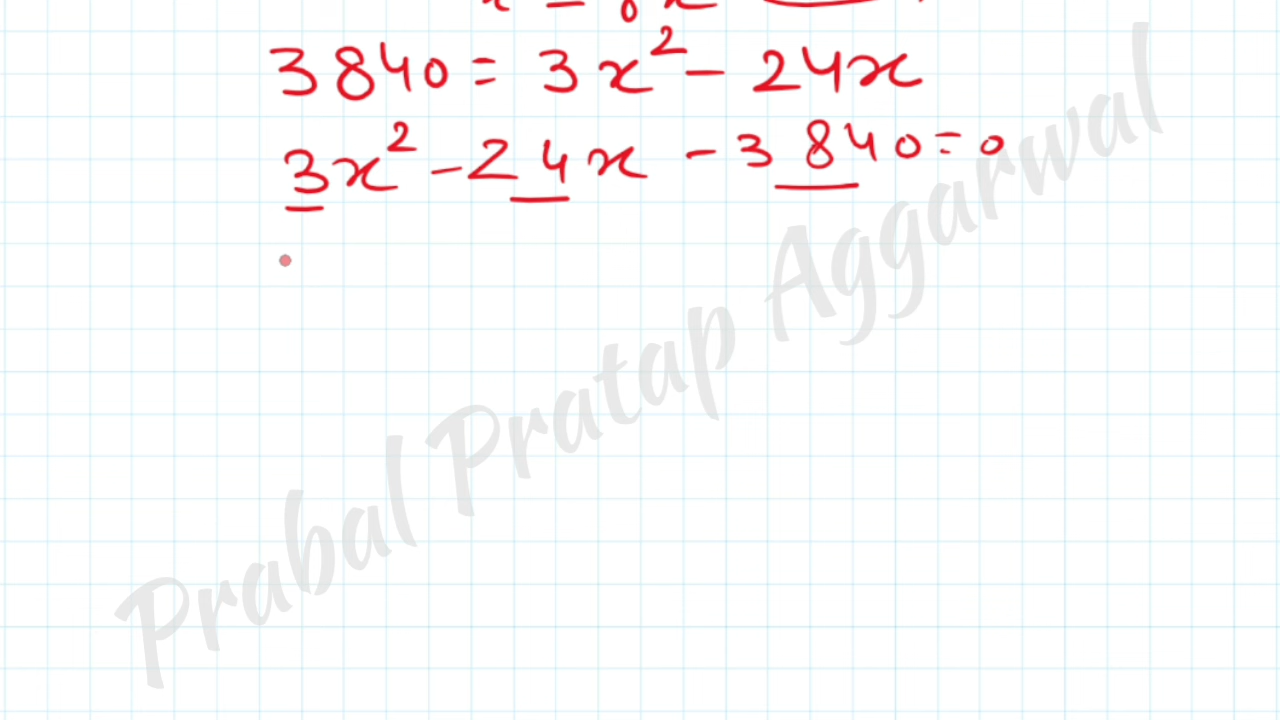 3840 = 3x² - 24x
3x² - 24x - 3840 = 0
Prabal Pratap Aggarwal